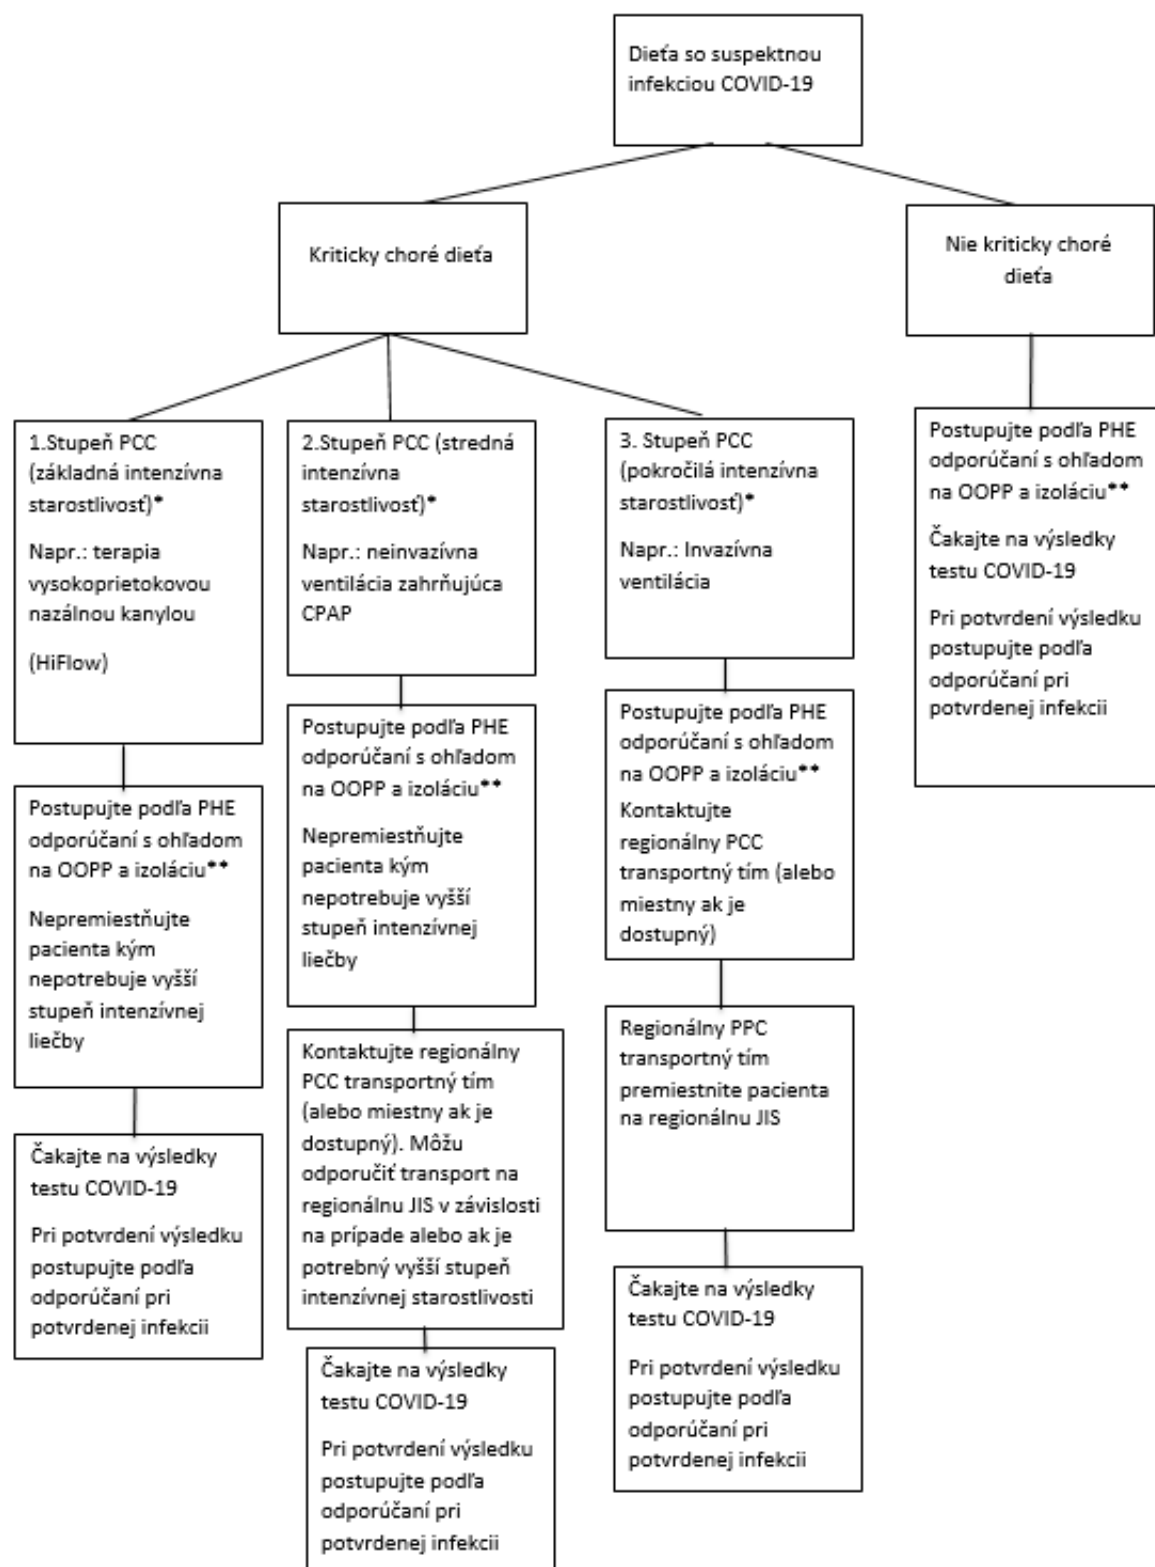 Dieťa so suspektnou
infekciou COVID-19
Kriticky choré dieťa
Nie kriticky choré
dieťa
1.Stupeň PCC
(základná intenzívna
starostlivosť)*
Napr.: terapia
vysokoprietokovou
nazálnou kanylou
(HiFlow)
Postupujte podľa PHE
odporúčaní s ohľadom
na OOPP a izoláciu**
Nepremiestňujte
pacienta kým
nepotrebuje vyšší
stupeň intenzívnej
liečby
Čakajte na výsledky
testu COVID-19
Pri potvrdení výsledku
postupujte podľa
odporúčaní pri
potvrdenej infekcii
2.Stupeň PCC (stredná
intenzívna
starostlivosť)*
Napr.: neinvazívna
ventilácia zahrňujúca
CPAP
Postupujte podľa PHE
odporúčaní s ohľadom
na OOPP a izoláciu**
Nepremiestňujte
pacienta kým
nepotrebuje vyšší
stupeň intenzívnej
liečby
Kontaktujte regionálny
PCC transportný tím
(alebo miestny ak je
dostupný). Môžu
odporučiť transport na
regionálnu JIS v závislosti
na prípade alebo ak je
potrebný vyšší stupeň
intenzívnej starostlivosti
Čakajte na výsledky
testu COVID-19
Pri potvrdení výsledku
postupujte podľa
odporúčaní pri
potvrdenej infekcii
3. Stupeň PCC
(pokročilá intenzívna
starostlivosť)*
Napr.: Invazívna
ventilácia
Postupujte podľa PHE
odporúčaní s ohľadom
na OOPP a izoláciu**
Kontaktujte
regionálny PCC
transportný tím (alebo
miestny ak je
dostupný)
Regionálny PPC
transportný tím
premiestnite pacienta
na regionálnu JIS
Čakajte na výsledky
testu COVID-19
Pri potvrdení výsledku
postupujte podľa
odporúčaní pri
potvrdenej infekcii
Postupujte podľa PHE
odporúčaní s ohľadom
na OOPP a izoláciu**
Čakajte na výsledky
testu COVID-19
Pri potvrdení výsledku
postupujte podľa
odporúčaní pri
potvrdenej infekcii